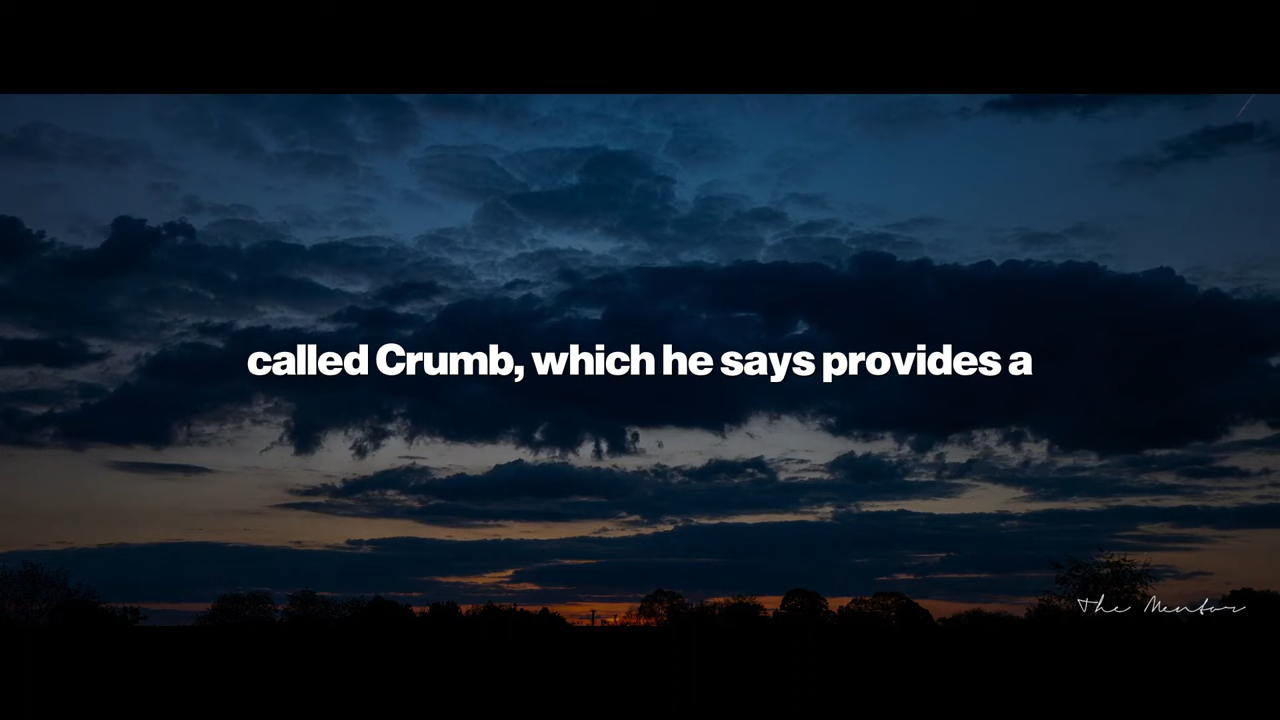 called Crumb, which he says provides a
The Mentor